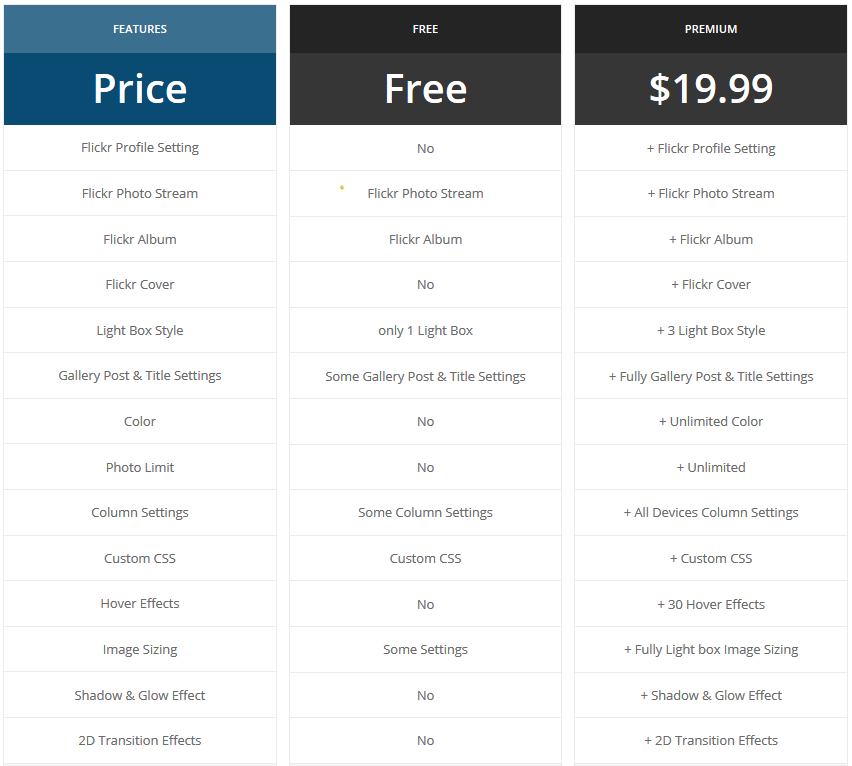 FEATURES FREE PREMIUM
Price Free $19.99
Flickr Profile Setting No + Flickr Profile Setting
Flickr Photo Stream * Flickr Photo Stream + Flickr Photo Stream
Flickr Album Flickr Album + Flickr Album
Flickr Cover No + Flickr Cover
Light Box Style only 1 Light Box + 3 Light Box Style
Gallery Post & Title Settings Some Gallery Post & Title Settings + Fully Gallery Post & Title Settings
Color No + Unlimited Color
Photo Limit No + Unlimited
Column Settings Some Column Settings + All Devices Column Settings
Custom CSS Custom CSS + Custom CSS
Hover Effects No + 30 Hover Effects
Image Sizing Some Settings + Fully Light box Image Sizing
Shadow & Glow Effect No + Shadow & Glow Effect
2D Transition Effects No + 2D Transition Effects